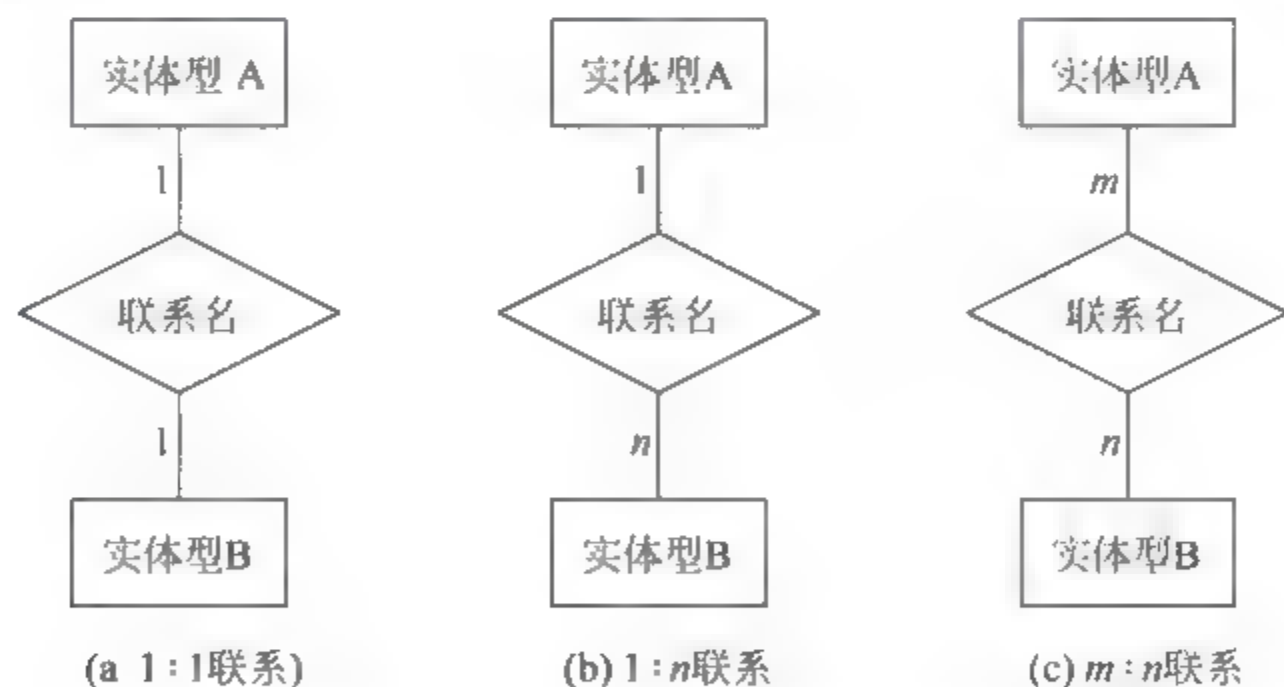 实体型 A 实体型A 实体型A
1 1 m
联系名 联系名 联系名
1 n n
实体型B 实体型B 实体型B
(a 1:1联系) (b) 1:n联系 (c) m:n联系